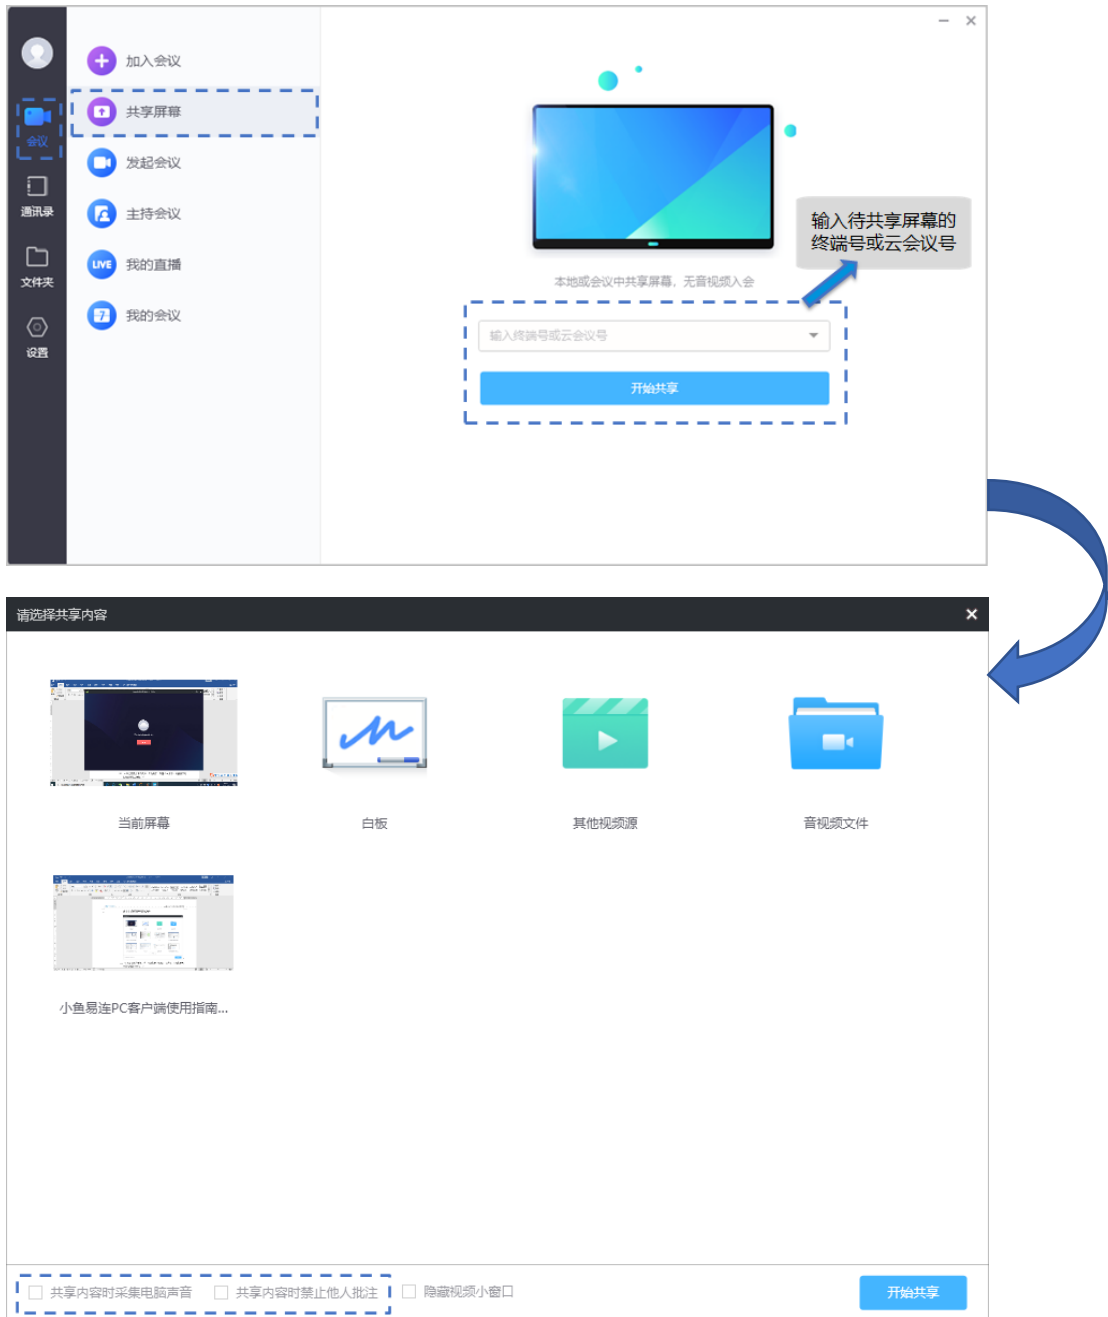 加入会议
共享屏幕
会议
发起会议
通讯录
主持会议
输入待共享屏幕的
终端号或云会议号
LIVE
我的直播
文件夹
本地或会议中共享屏幕，无音视频入会
7
我的会议
输入终端号或云会议号
设置
开始共享
请选择共享内容
当前屏幕
白板
其他视频源
音视频文件
小鱼易连PC客户端使用指南...
共享内容时采集电脑声音
共享内容时禁止他人批注
隐藏视频小窗口
开始共享